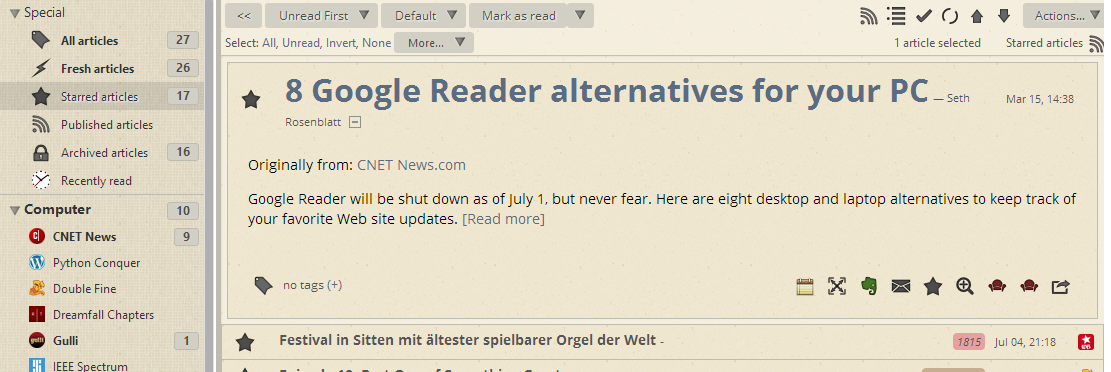 Special
All articles 27
Fresh articles 26
Starred articles 17
Published articles
Archived articles 16
Recently read
Computer 10
CNET News 9
Python Conquer
Double Fine
Dreamfall Chapters
Gulli 1
IEEE Spectrum
<< Unread First Default Mark as read Actions...
Select: All, Unread, Invert, None More... 1 article selected Starred articles
8 Google Reader alternatives for your PC — Seth Mar 15, 14:38
Rosenblatt
Originally from: CNET News.com
Google Reader will be shut down as of July 1, but never fear. Here are eight desktop and laptop alternatives to keep track of
your favorite Web site updates. [Read more]
no tags (+)
Festival in Sitten mit ältester spielbarer Orgel der Welt - 1815 Jul 04, 21:18